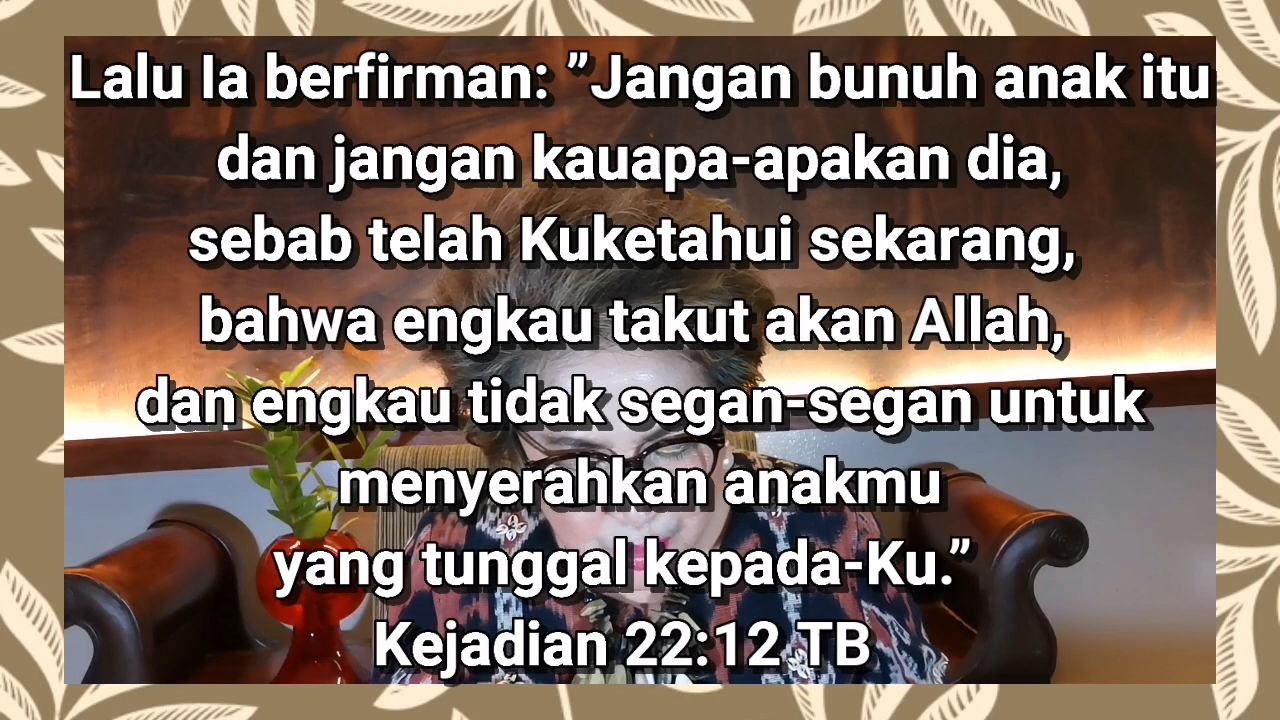 Lalu Ia berfirman: ”Jangan bunuh anak itu
dan jangan kauapa-apakan dia,
sebab telah Kuketahui sekarang,
bahwa engkau takut akan Allah,
dan engkau tidak segan-segan untuk
menyerahkan anakmu
yang tunggal kepada-Ku.”
Kejadian 22:12 TB